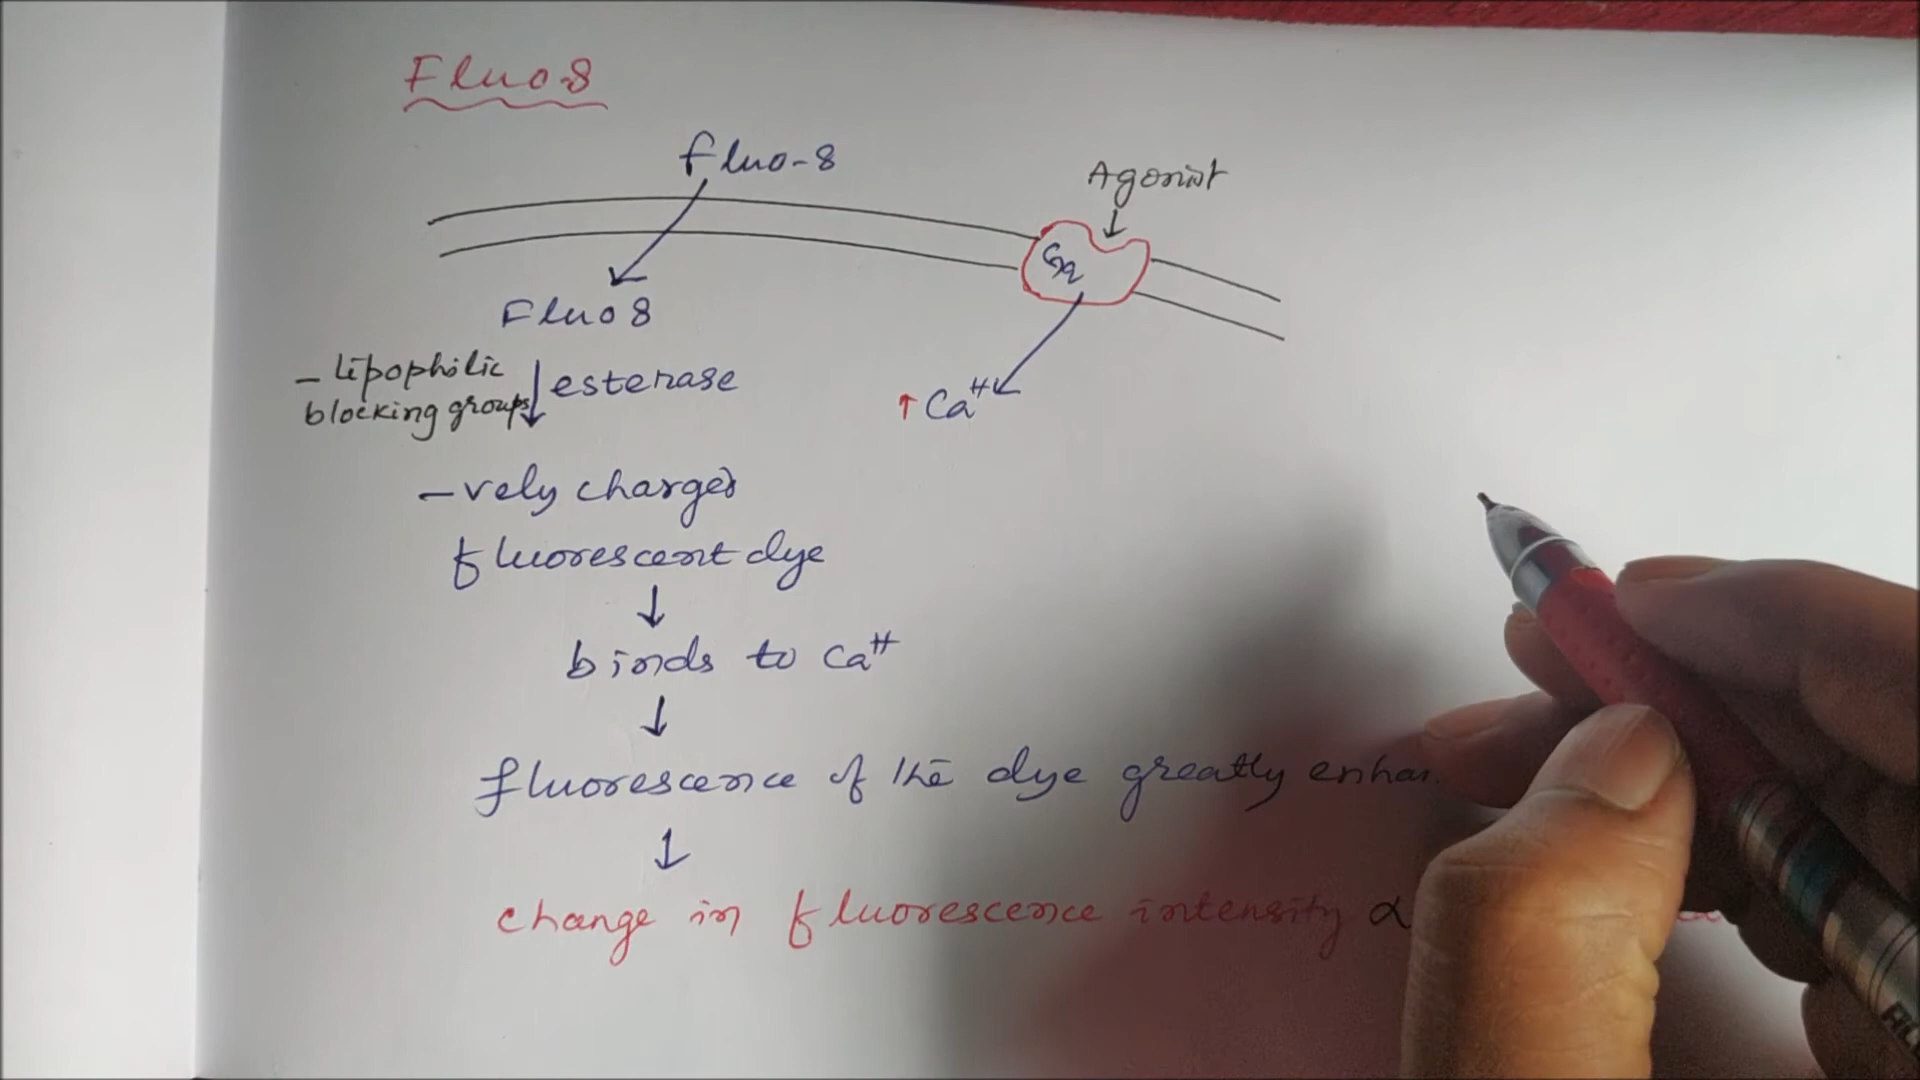 Fluo-8
fluo-8
Agonist
Gq
Fluo 8
- lipophilic
blocking groups
esterase
↑ Ca++
-vely charged
fluorescent dye
↓
binds to Ca++
↓
fluorescence of the dye greatly enhan
↓
change in fluorescence intensity α